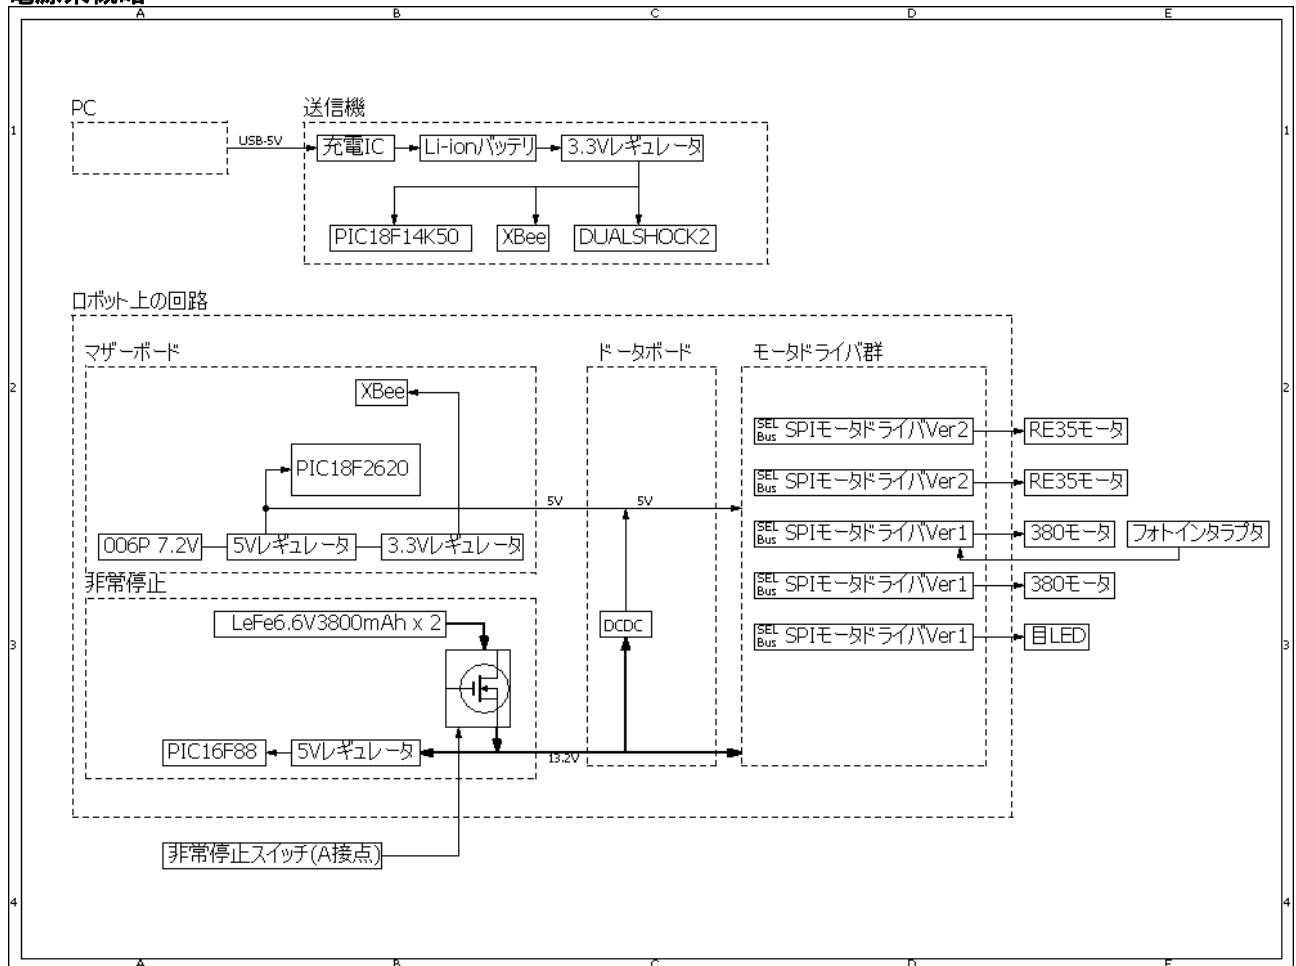 電源系概略
A B C D E
1 1
PC
送信機
USB-5V
充電IC
Li-ionバッテリ
3.3Vレギュレータ
PIC18F14K50
XBee
DUALSHOCK2
ロボット上の回路
マザーボード
ドータボード
モータドライバ群
2 2
XBee
SEL Bus SPIモータドライバVer2
RE35モータ
PIC18F2620
SEL Bus SPIモータドライバVer2
RE35モータ
5V
5V
006P 7.2V
5Vレギュレータ
3.3Vレギュレータ
SEL Bus SPIモータドライバVer1
380モータ
フォトインタラプタ
非常停止
SEL Bus SPIモータドライバVer1
380モータ
LeFe6.6V3800mAh x 2
DCDC
SEL Bus SPIモータドライバVer1
目LED
3 3
PIC16F88
5Vレギュレータ
13.2V
非常停止スイッチ(A接点)
4 4
A B C D E